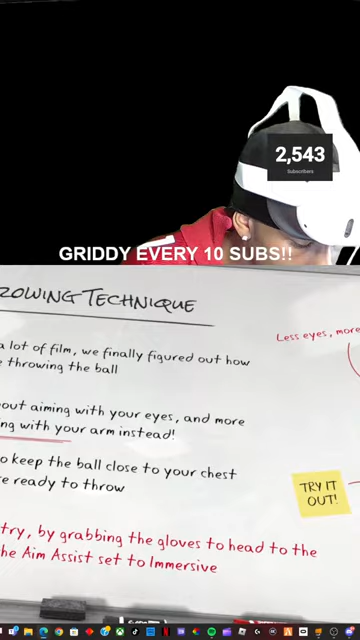 2,543
Subscribers
GRIDDY EVERY 10 SUBS!!
ROWING TECHNIQUE
Less eyes, more
a lot of film, we finally figured out how
throwing the ball
out aiming with your eyes, and more
ng with your arm instead!
o keep the ball close to your chest
re ready to throw
TRY IT
OUT!
try, by grabbing the gloves to head to the
he Aim Assist set to Immersive